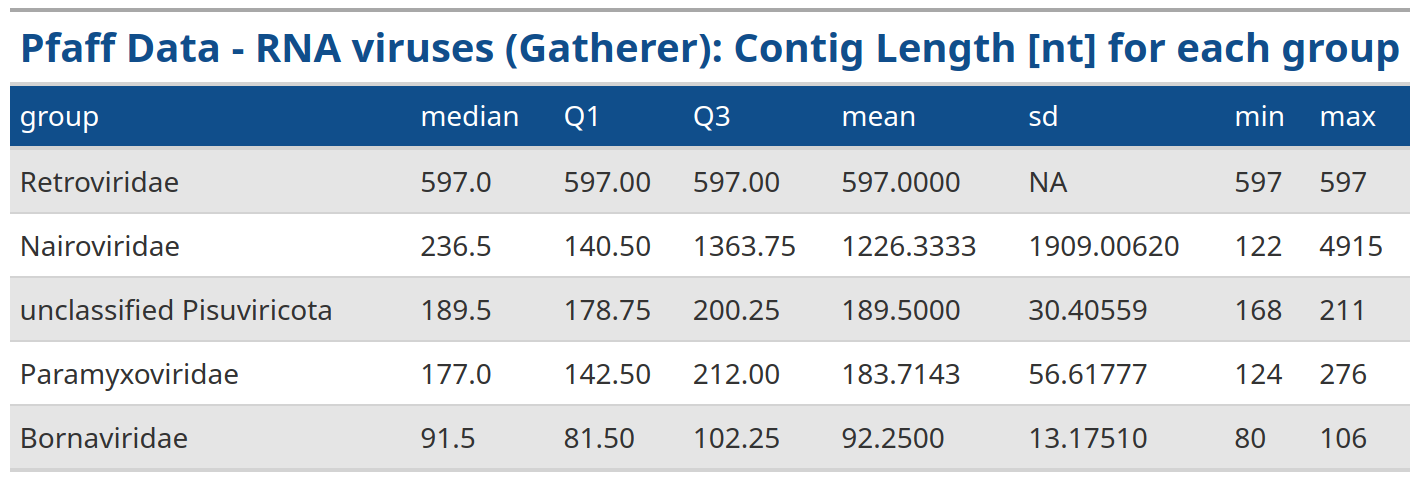 Pfaff Data - RNA viruses (Gatherer): Contig Length [nt] for each group
group median Q1 Q3 mean sd min max
Retroviridae 597.0 597.00 597.00 597.0000 NA 597 597
Nairoviridae 236.5 140.50 1363.75 1226.3333 1909.00620 122 4915
unclassified Pisuviricota 189.5 178.75 200.25 189.5000 30.40559 168 211
Paramyxoviridae 177.0 142.50 212.00 183.7143 56.61777 124 276
Bornaviridae 91.5 81.50 102.25 92.2500 13.17510 80 106